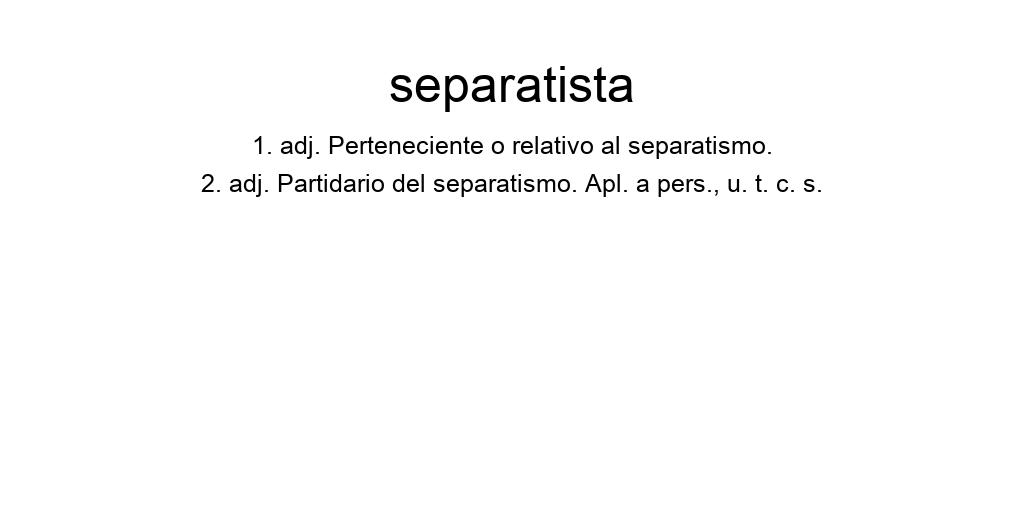 separatista
1. adj. Perteneciente o relativo al separatismo.
2. adj. Partidario del separatismo. Apl. a pers., u. t. c. s.